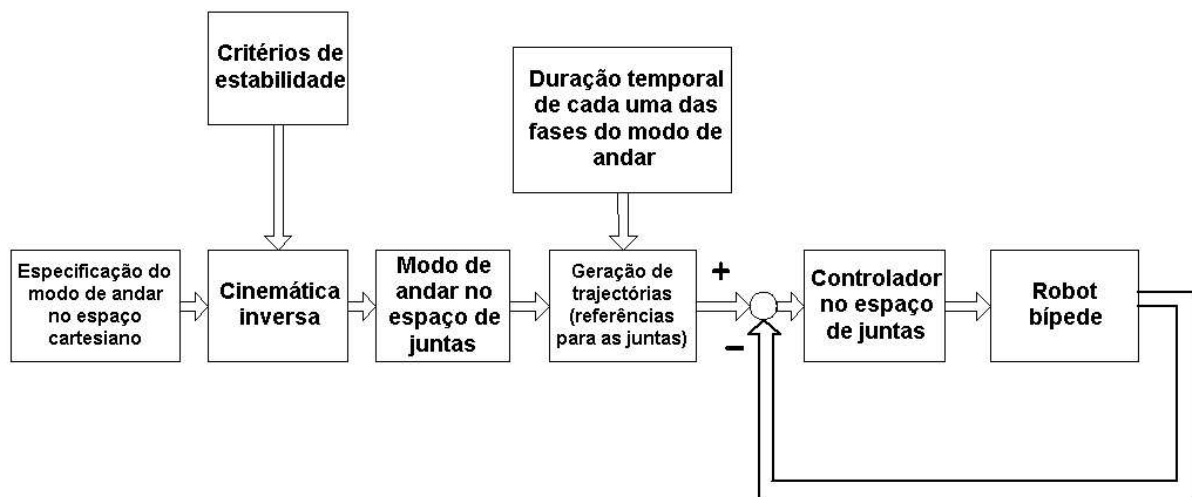 Critérios de
estabilidade
Duração temporal
de cada uma das
fases do modo de
andar
Especificação do
modo de andar
no espaço
cartesiano
Cinemática
inversa
Modo de
andar no
espaço de
juntas
Geração de
trajectórias
(referências
para as juntas)
+
−
Controlador
no espaço
de juntas
Robot
bípede